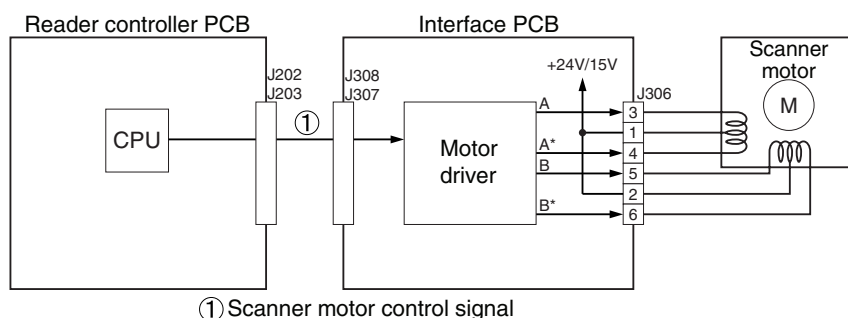 Reader controller PCB
Interface PCB
+24V/15V
Scanner
motor
M
J202
J203
J308
J307
J306
CPU
①
Motor
driver
A
A*
B
B*
3
1
4
5
2
6
① Scanner motor control signal